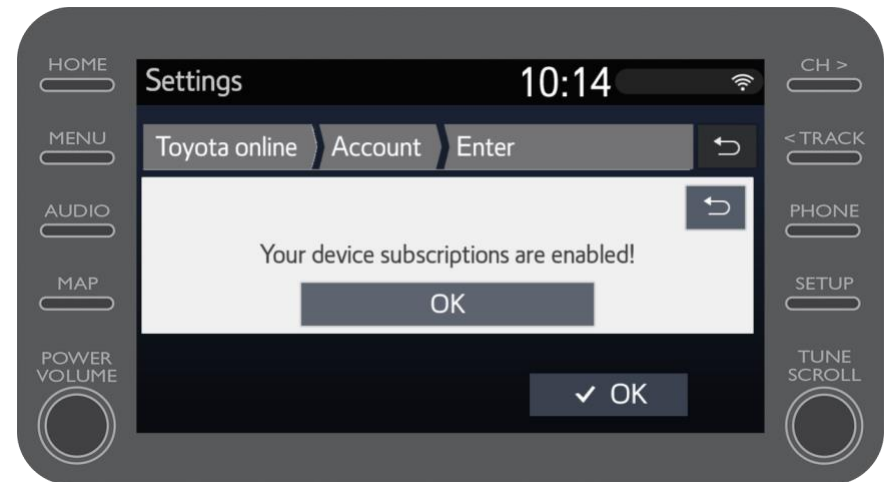 HOME
MENU
AUDIO
MAP
POWER
VOLUME
Settings 10:14
Toyota online Account Enter
Your device subscriptions are enabled!
OK
✓ OK
CH >
< TRACK
PHONE
SETUP
TUNE
SCROLL